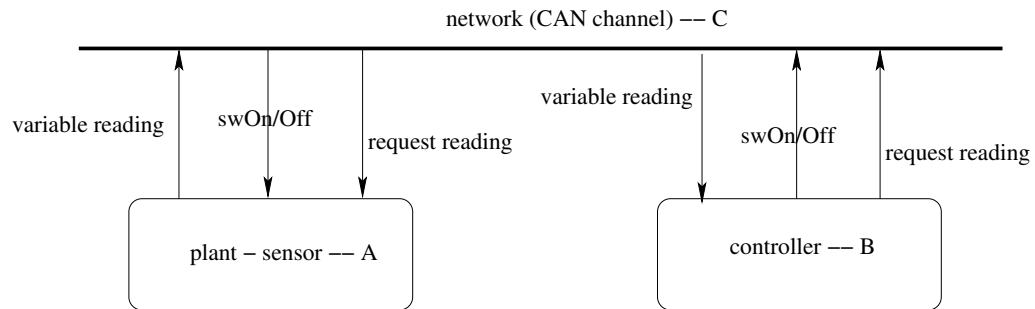 network (CAN channel) −− C
variable reading
swOn/Off
request reading
variable reading
swOn/Off
request reading
plant − sensor −− A
controller −− B